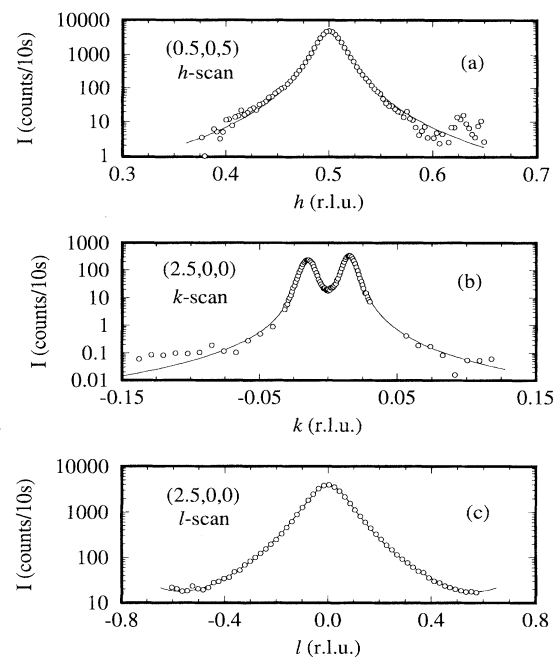 10000
1000
100
10
1
I (counts/10s)
(0.5,0,5)
h-scan
(a)
0.3 0.4 0.5 0.6 0.7
h (r.l.u.)
1000
100
10
1
0.1
0.01
I (counts/10s)
(2.5,0,0)
k-scan
(b)
-0.15 -0.05 0.05 0.15
k (r.l.u.)
10000
1000
100
10
I (counts/10s)
(2.5,0,0)
l-scan
(c)
-0.8 -0.4 0.0 0.4 0.8
l (r.l.u.)